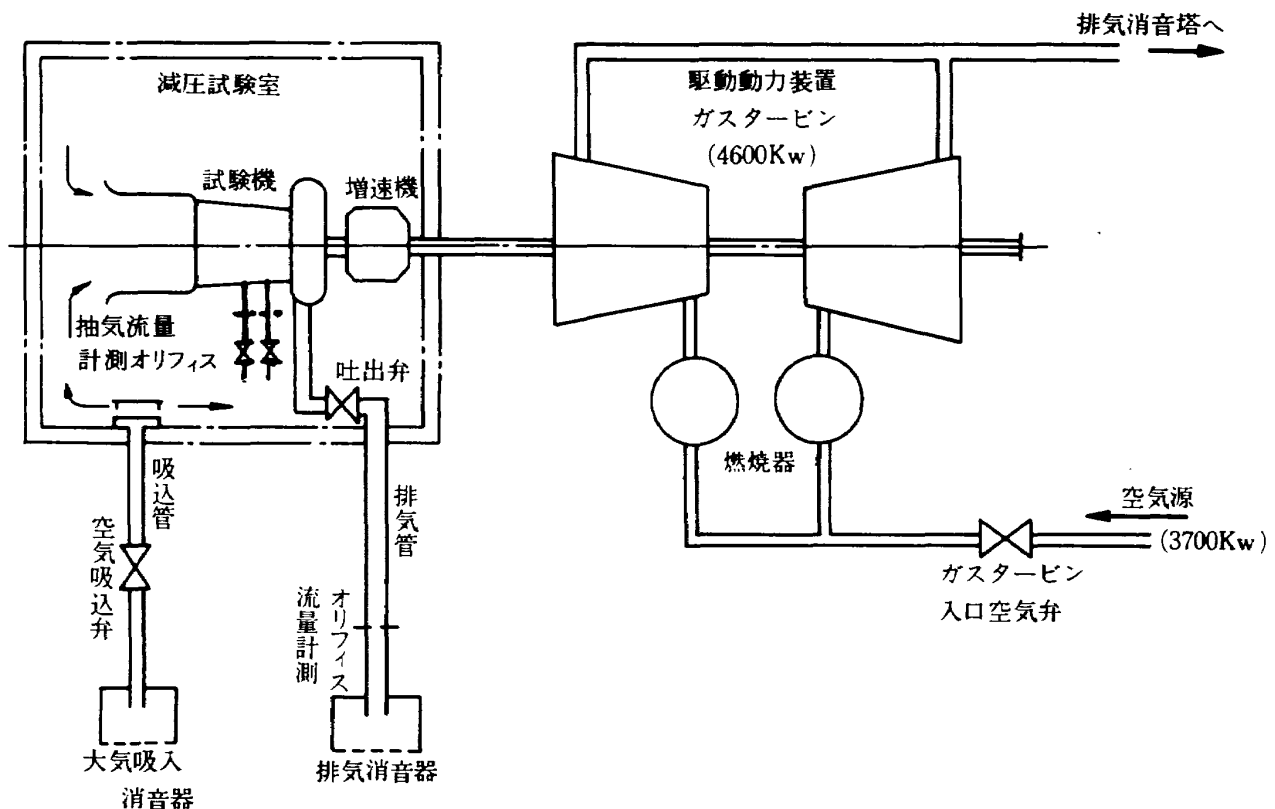 排気消音塔へ
減圧試験室
駆動動力装置
ガスタービン
(4600Kw)
試験機
増速機
抽気流量
計測オリフィス
吐出弁
燃焼器
吸込管
空気吸込弁
排気管
オリフィス
流量計測
空気源
(3700Kw)
ガスタービン
入口空気弁
大気吸入
消音器
排気消音器